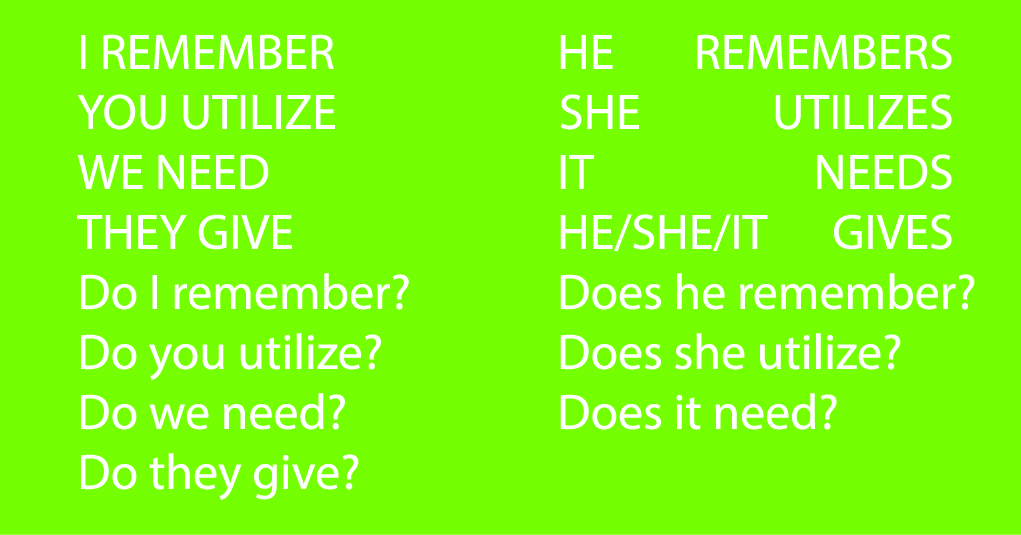 I REMEMBER
YOU UTILIZE
WE NEED
THEY GIVE
Do I remember?
Do you utilize?
Do we need?
Do they give?
HE REMEMBERS
SHE UTILIZES
IT NEEDS
HE/SHE/IT GIVES
Does he remember?
Does she utilize?
Does it need?